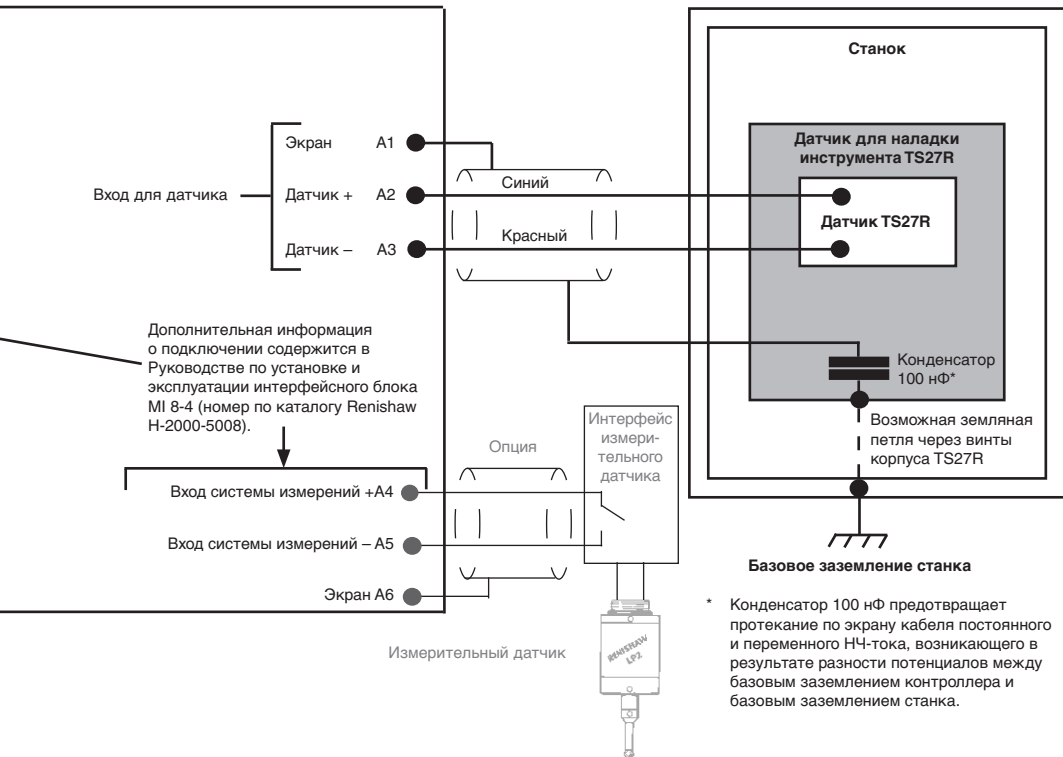 Станок
Датчик для наладки
инструмента TS27R
Датчик TS27R
Экран A1
Вход для датчика
Датчик + A2
Датчик – A3
Синий
Красный
Конденсатор
100 нФ*
Возможная земляная
петля через винты
корпуса TS27R
Базовое заземление станка
Дополнительная информация
о подключении содержится в
Руководстве по установке и
эксплуатации интерфейсного блока
MI 8-4 (номер по каталогу Renishaw
H-2000-5008).
Опция
Интерфейс
измери-
тельного
датчика
Вход системы измерений +A4
Вход системы измерений – A5
Экран A6
Измерительный датчик
RENISHAW
LP2
* Конденсатор 100 нФ предотвращает
протекание по экрану кабеля постоянного
и переменного НЧ-тока, возникающего в
результате разности потенциалов между
базовым заземлением контроллера и
базовым заземлением станка.